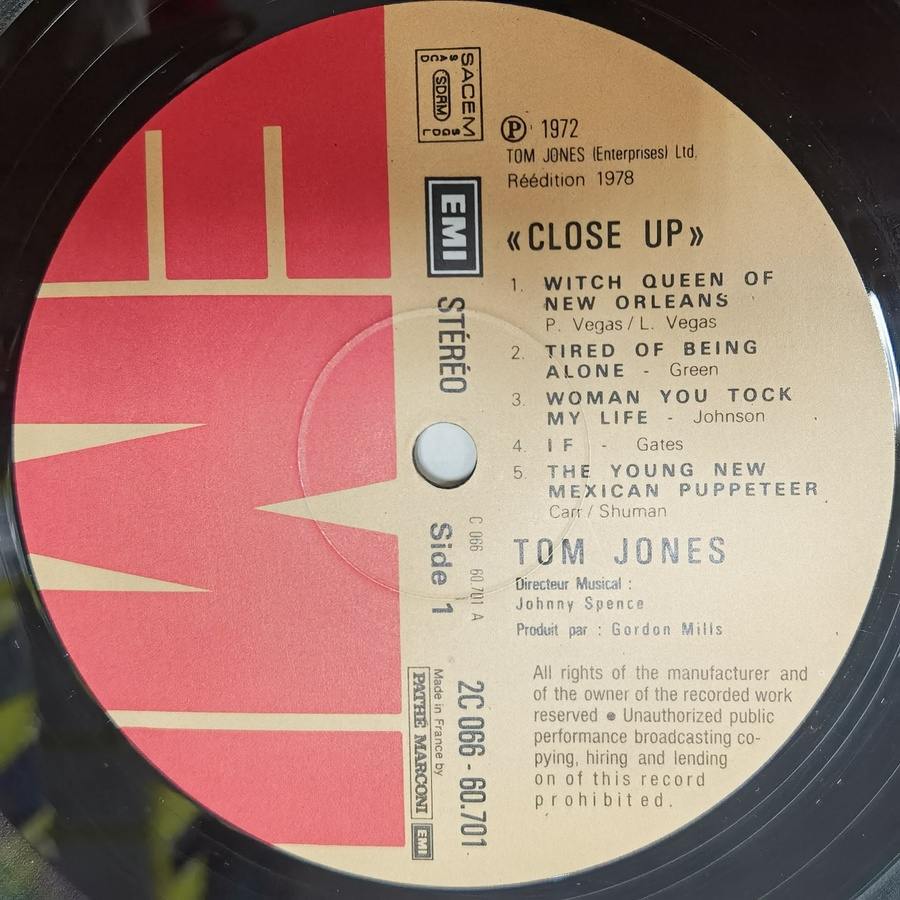 SACEM
SACD
SDRM
SGDL
EMI
STÉRÉO
Side 1
C 066 60.701 A
2C 066 - 60.701
Made in France by
PATHÉ MARCONI EMI
Ⓟ 1972
TOM JONES (Enterprises) Ltd.
Réédition 1978
«CLOSE UP»
1. WITCH QUEEN OF
NEW ORLEANS
P. Vegas / L. Vegas
2. TIRED OF BEING
ALONE - Green
3. WOMAN YOU TOCK
MY LIFE - Johnson
4. IF - Gates
5. THE YOUNG NEW
MEXICAN PUPPETEER
Carr / Shuman
TOM JONES
Directeur Musical :
Johnny Spence
Produit par : Gordon Mills
All rights of the manufacturer and
of the owner of the recorded work
reserved ● Unauthorized public
performance broadcasting co-
pying, hiring and lending
on of this record
prohibited.
EMI